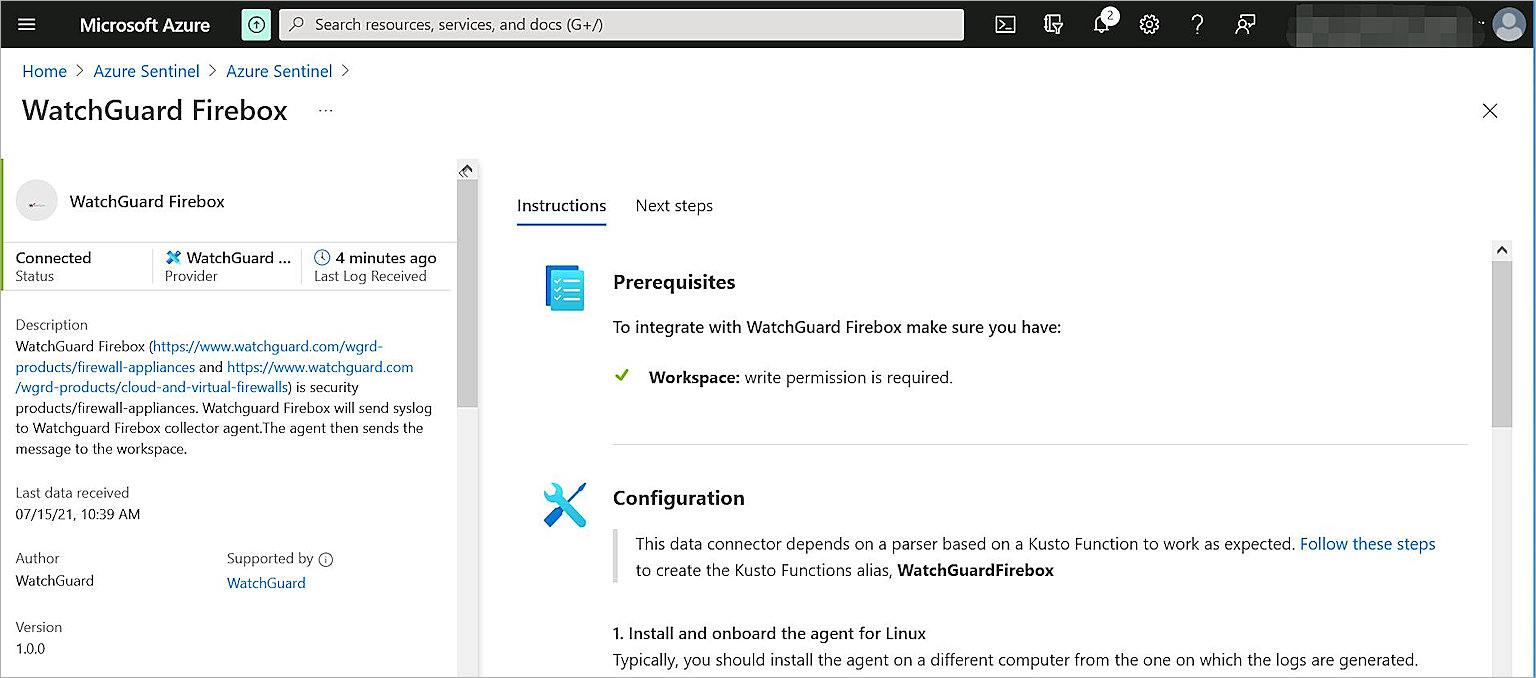 Microsoft Azure
Search resources, services, and docs (G+/)
2
Home > Azure Sentinel > Azure Sentinel >
WatchGuard Firebox ...
WatchGuard Firebox
Connected
Status
WatchGuard ...
Provider
4 minutes ago
Last Log Received
Description
WatchGuard Firebox (https://www.watchguard.com/wgrd-
products/firewall-appliances and https://www.watchguard.com
/wgrd-products/cloud-and-virtual-firewalls) is security
products/firewall-appliances. Watchguard Firebox will send syslog
to Watchguard Firebox collector agent.The agent then sends the
message to the workspace.
Last data received
07/15/21, 10:39 AM
Author
WatchGuard
Supported by
WatchGuard
Version
1.0.0
Instructions
Next steps
Prerequisites
To integrate with WatchGuard Firebox make sure you have:
Workspace: write permission is required.
Configuration
This data connector depends on a parser based on a Kusto Function to work as expected. Follow these steps
to create the Kusto Functions alias, WatchGuardFirebox
1. Install and onboard the agent for Linux
Typically, you should install the agent on a different computer from the one on which the logs are generated.